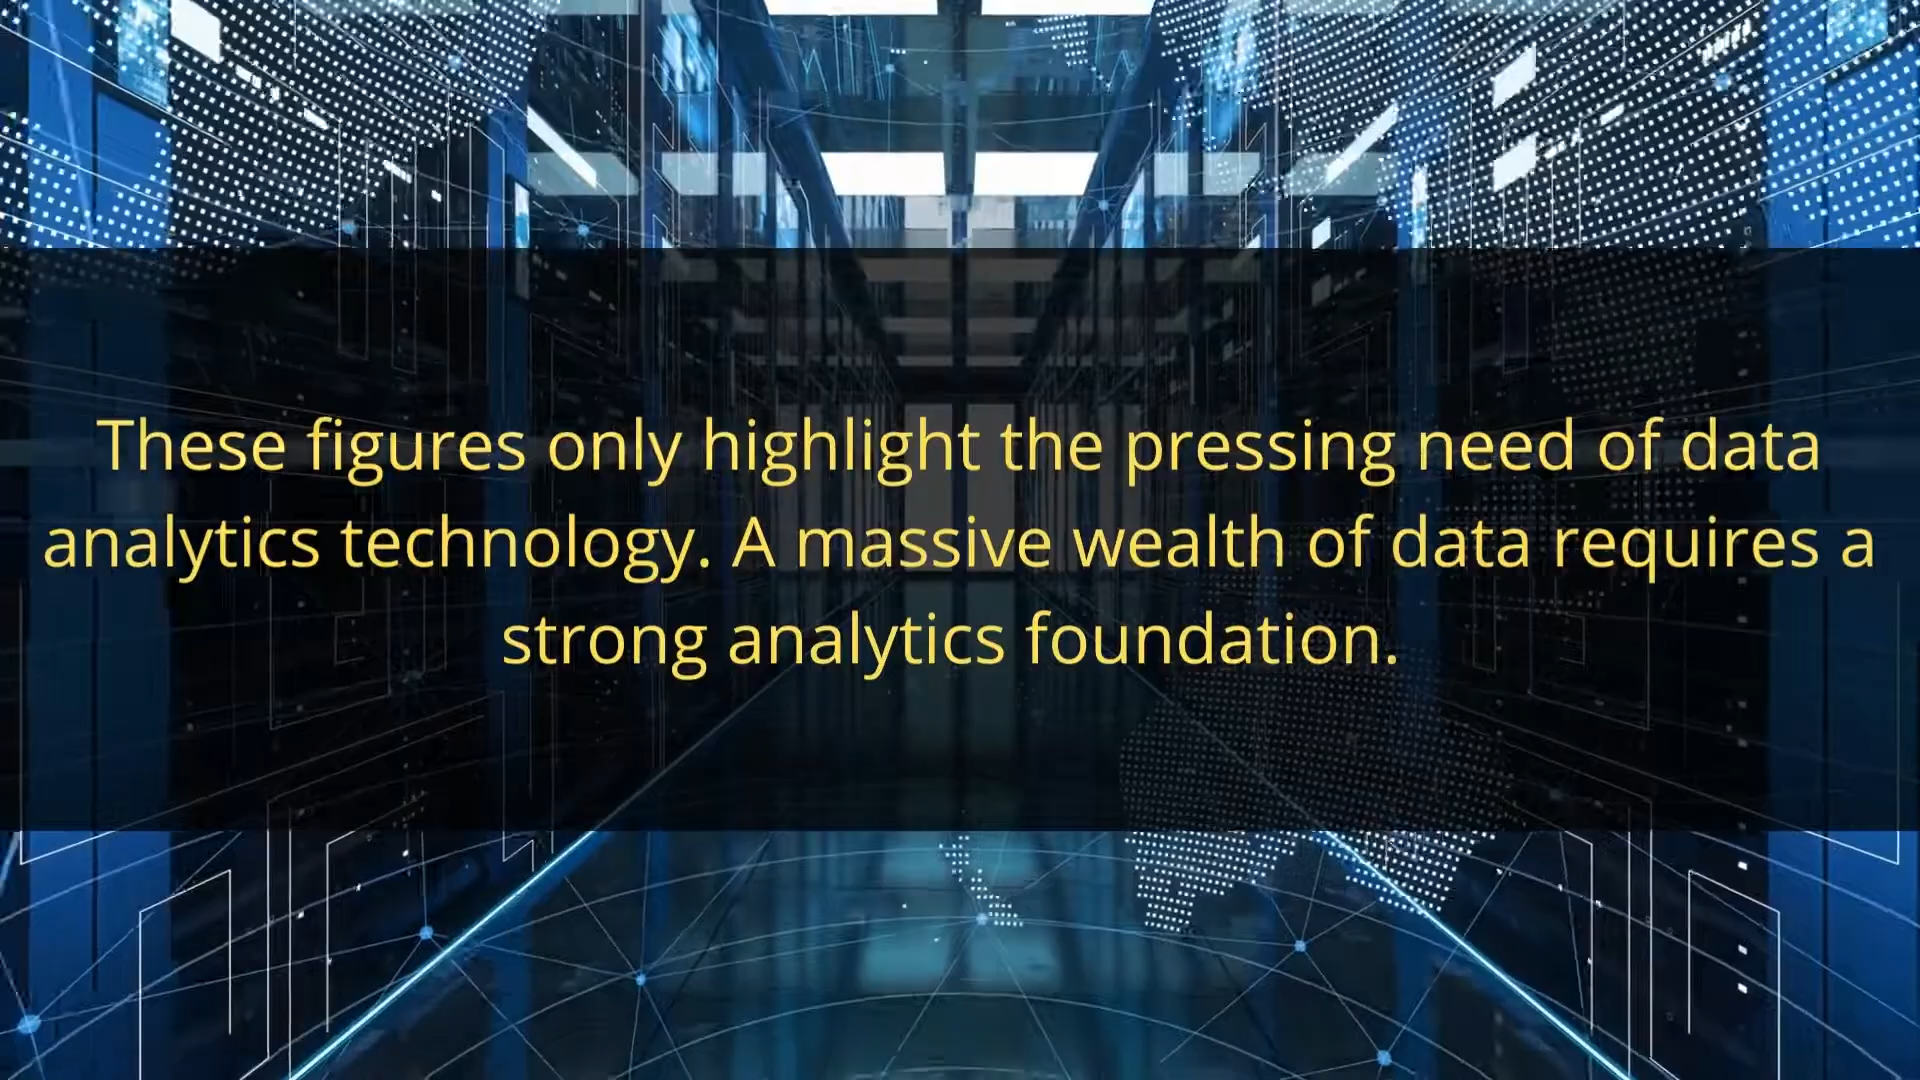 These figures only highlight the pressing need of data
analytics technology. A massive wealth of data requires a
strong analytics foundation.